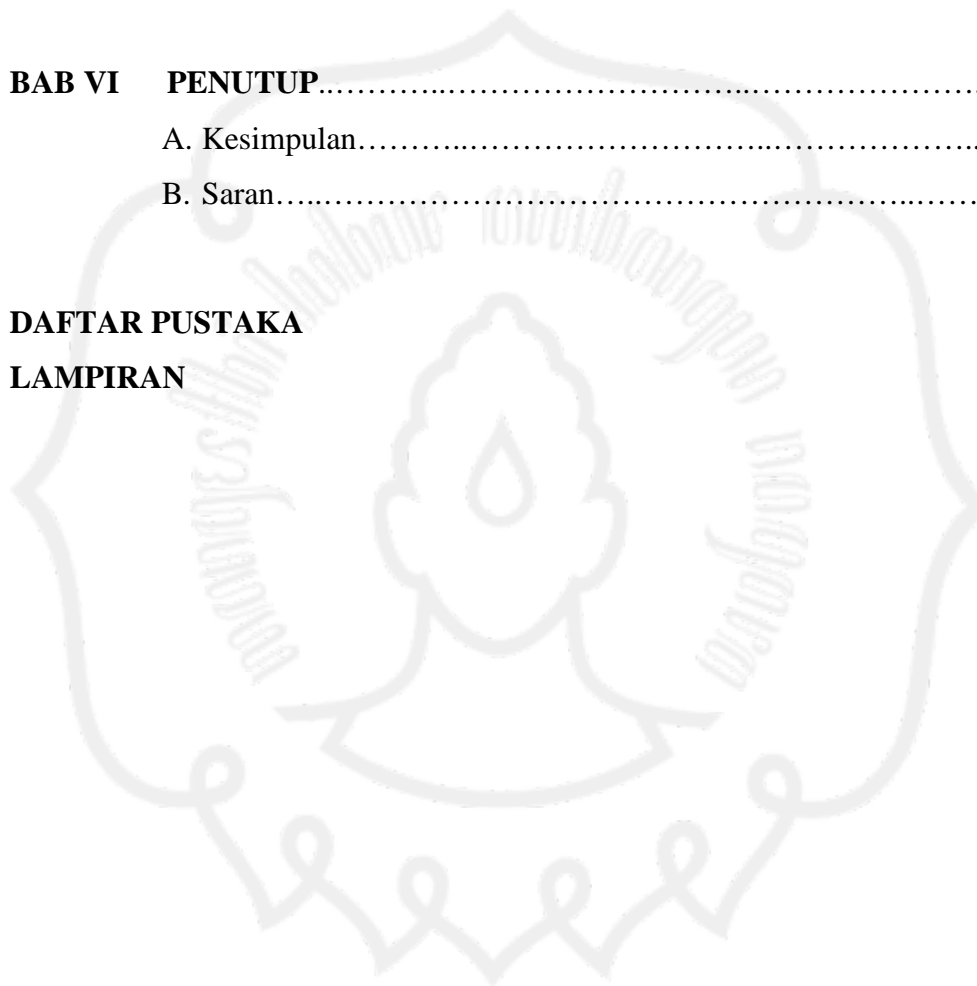 BAB VI PENUTUP..………..………………………..………………….
A. Kesimpulan………..………………………..………………..
B. Saran…..………………………………………………..……
DAFTAR PUSTAKA
LAMPIRAN